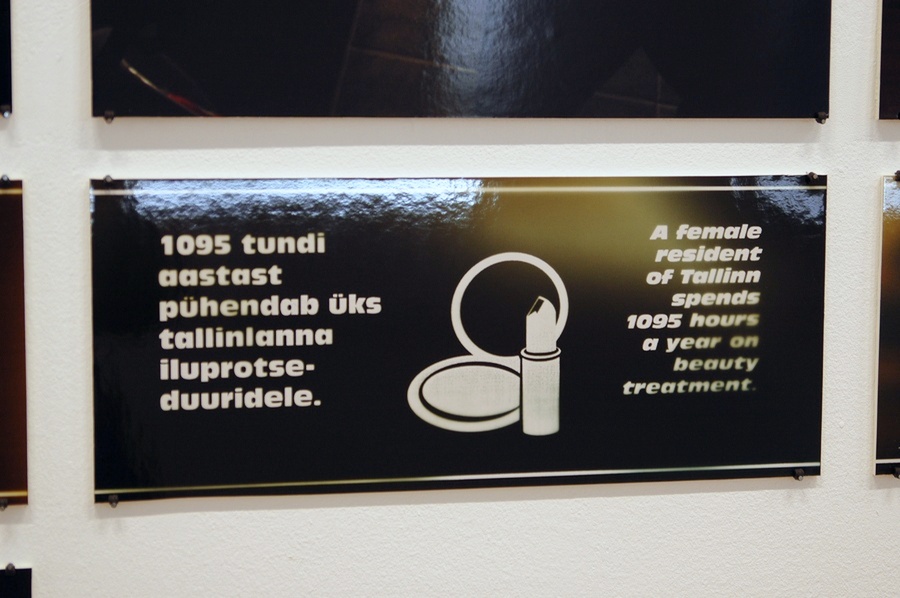 1095 tundi
aastast
pühendab üks
tallinlanna
iluprotse-
duuridele.
A female
resident
of Tallinn
spends
1095 hours
a year on
beauty
treatment.